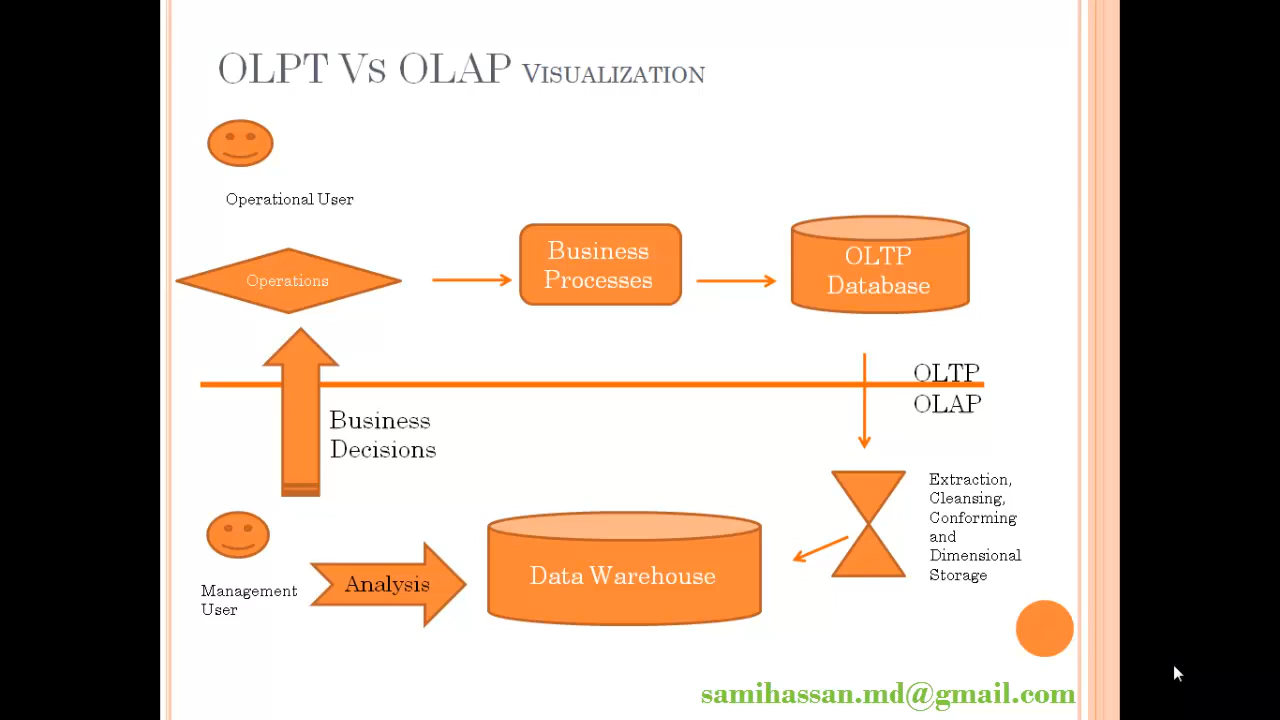 OLPT Vs OLAP Visualization
Operational User
Operations
Business
Processes
OLTP
Database
OLTP
OLAP
Business
Decisions
Extraction,
Cleansing,
Conforming
and
Dimensional
Storage
Management
User
Analysis
Data Warehouse
samihassan.md@gmail.com